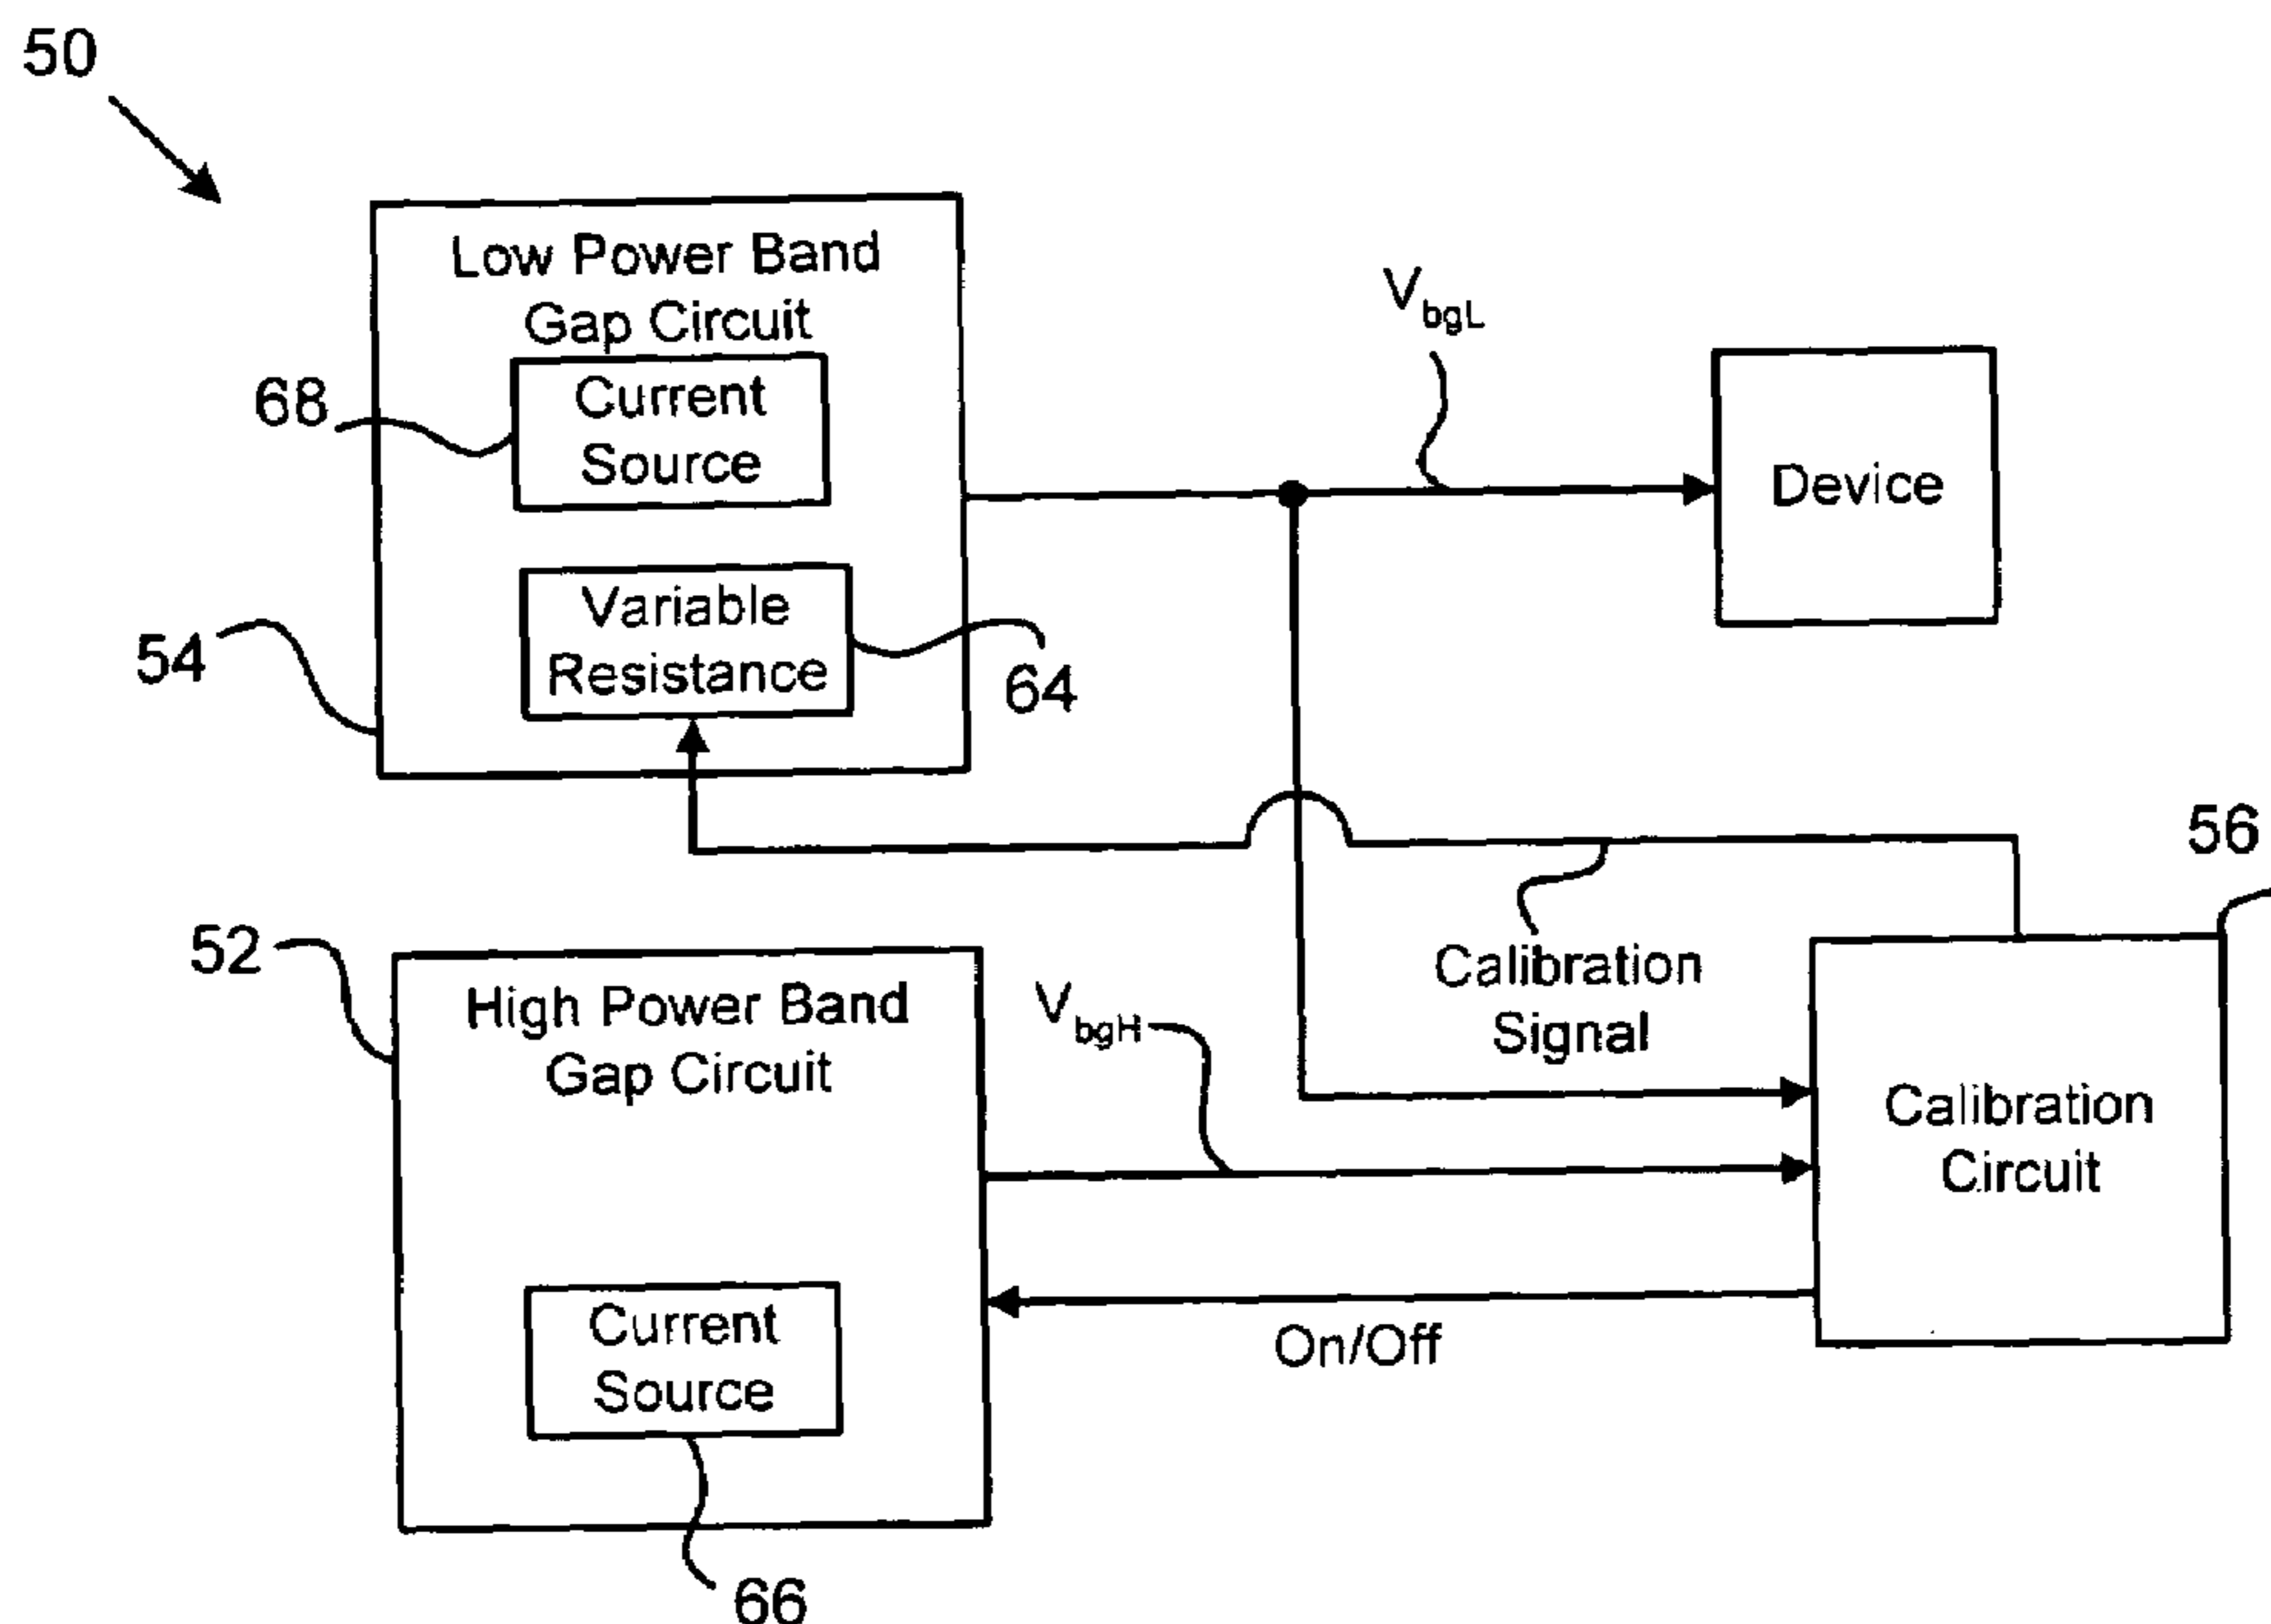 50
Low Power Band
Gap Circuit
68
Current
Source
V_bgL
Device
54
Variable
Resistance
64
56
52
High Power Band
Gap Circuit
V_bgH
Calibration
Signal
Calibration
Circuit
On/Off
Current
Source
66